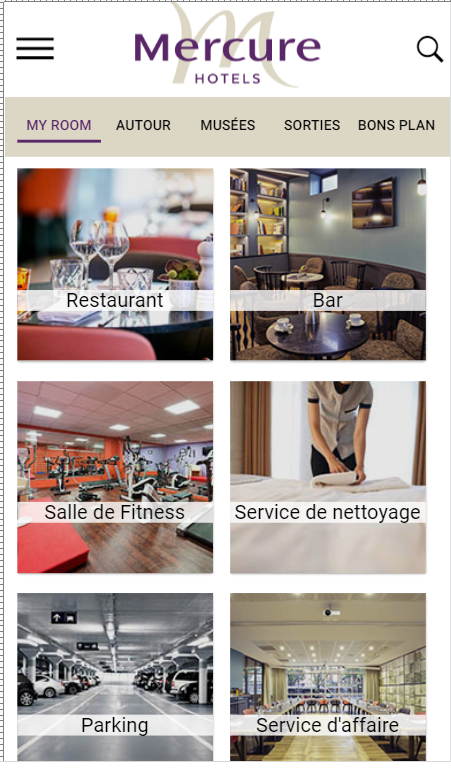 Mercure
HOTELS
MY ROOM AUTOUR MUSÉES SORTIES BONS PLAN
Restaurant Bar
Salle de Fitness Service de nettoyage
Parking Service d'affaire